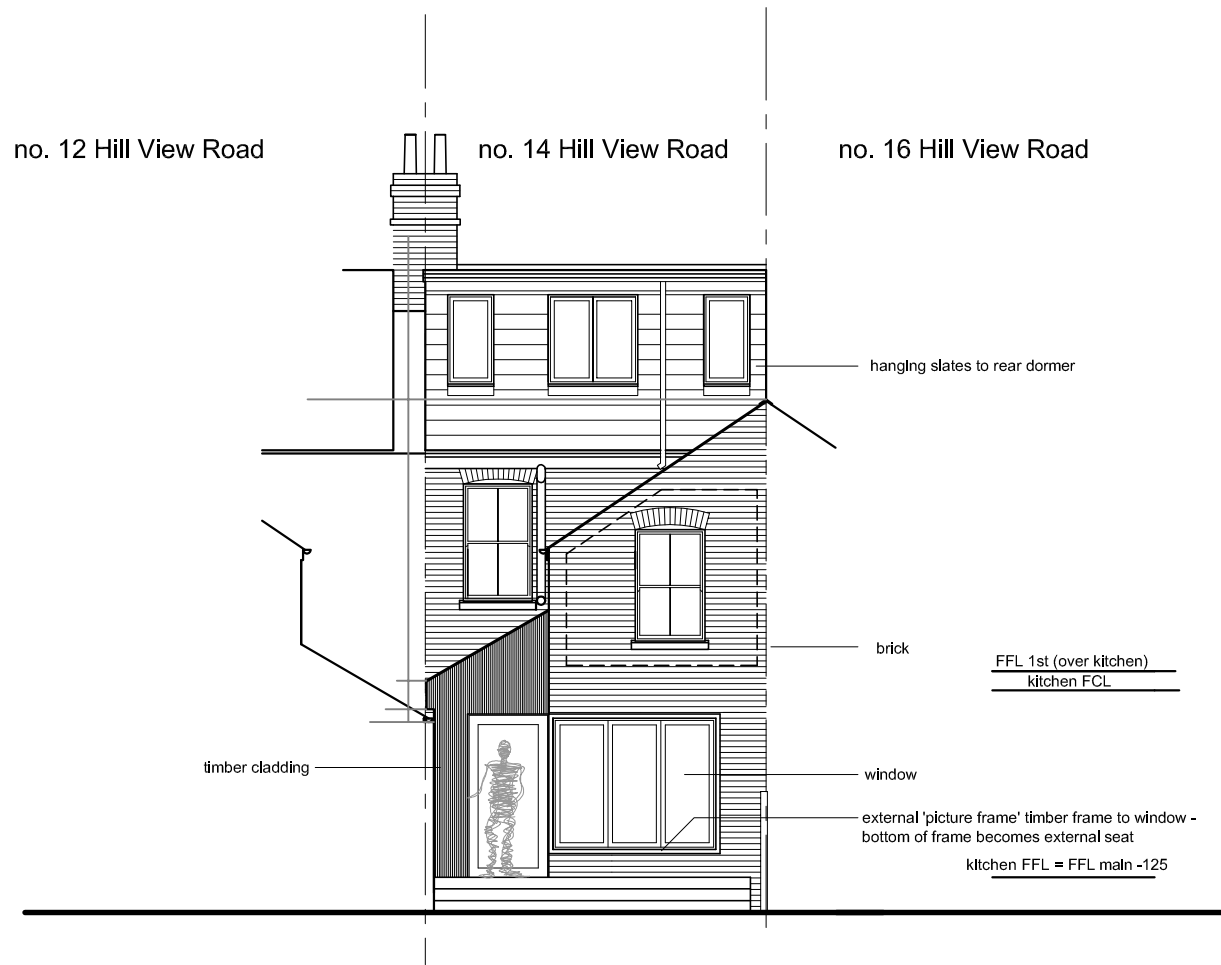 no. 12 Hill View Road
no. 14 Hill View Road
no. 16 Hill View Road
hanging slates to rear dormer
brick
FFL 1st (over kitchen)
kitchen FCL
timber cladding
window
external 'picture frame' timber frame to window -
bottom of frame becomes external seat
kitchen FFL = FFL main -125